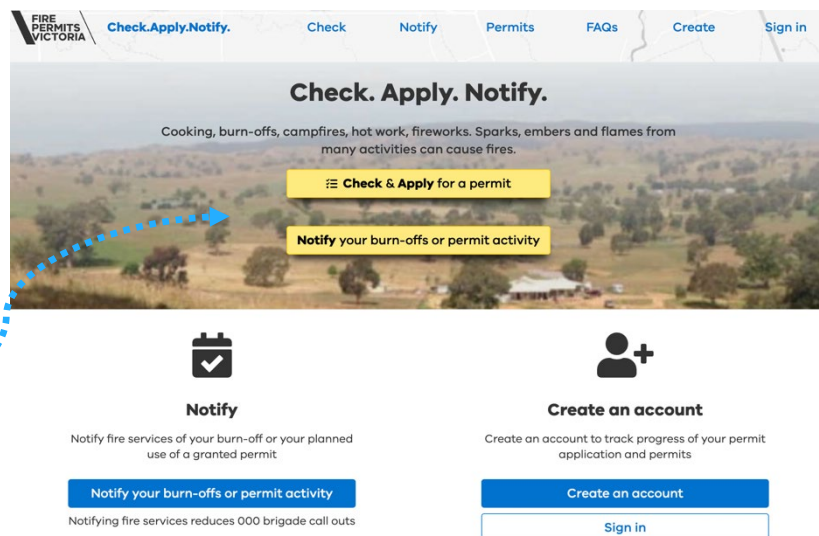 FIRE
PERMITS
VICTORIA
Check.Apply.Notify.
Check
Notify
Permits
FAQs
Create
Sign in
Check. Apply. Notify.
Cooking, burn-offs, campfires, hot work, fireworks. Sparks, embers and flames from
many activities can cause fires.
Check & Apply for a permit
Notify your burn-offs or permit activity
Notify
Notify fire services of your burn-off or your planned
use of a granted permit
Notify your burn-offs or permit activity
Notifying fire services reduces 000 brigade call outs
Create an account
Create an account to track progress of your permit
application and permits
Create an account
Sign in